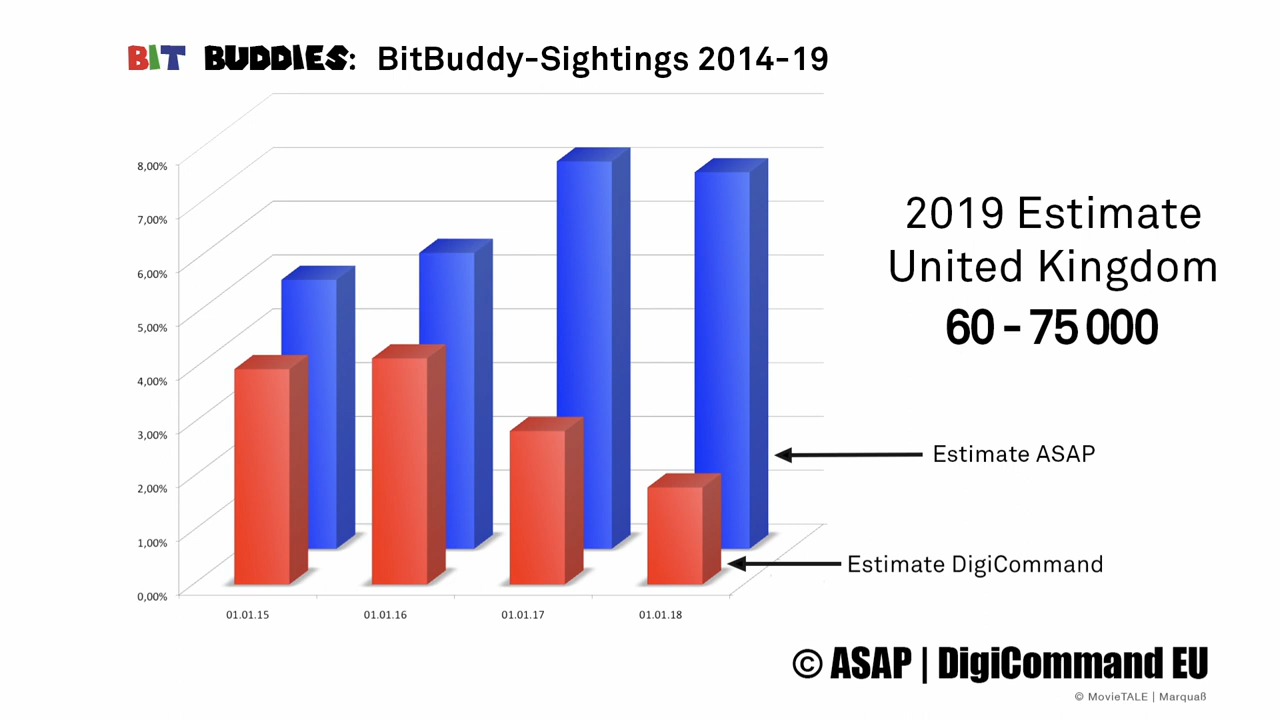 BIT BUDDIES: BitBuddy-Sightings 2014-19
8,00%
7,00%
6,00%
5,00%
4,00%
3,00%
2,00%
1,00%
0,00%
01.01.15 01.01.16 01.01.17 01.01.18
2019 Estimate
United Kingdom
60 - 75 000
Estimate ASAP
Estimate DigiCommand
© ASAP | DigiCommand EU
© MovieTALE | Marquaß